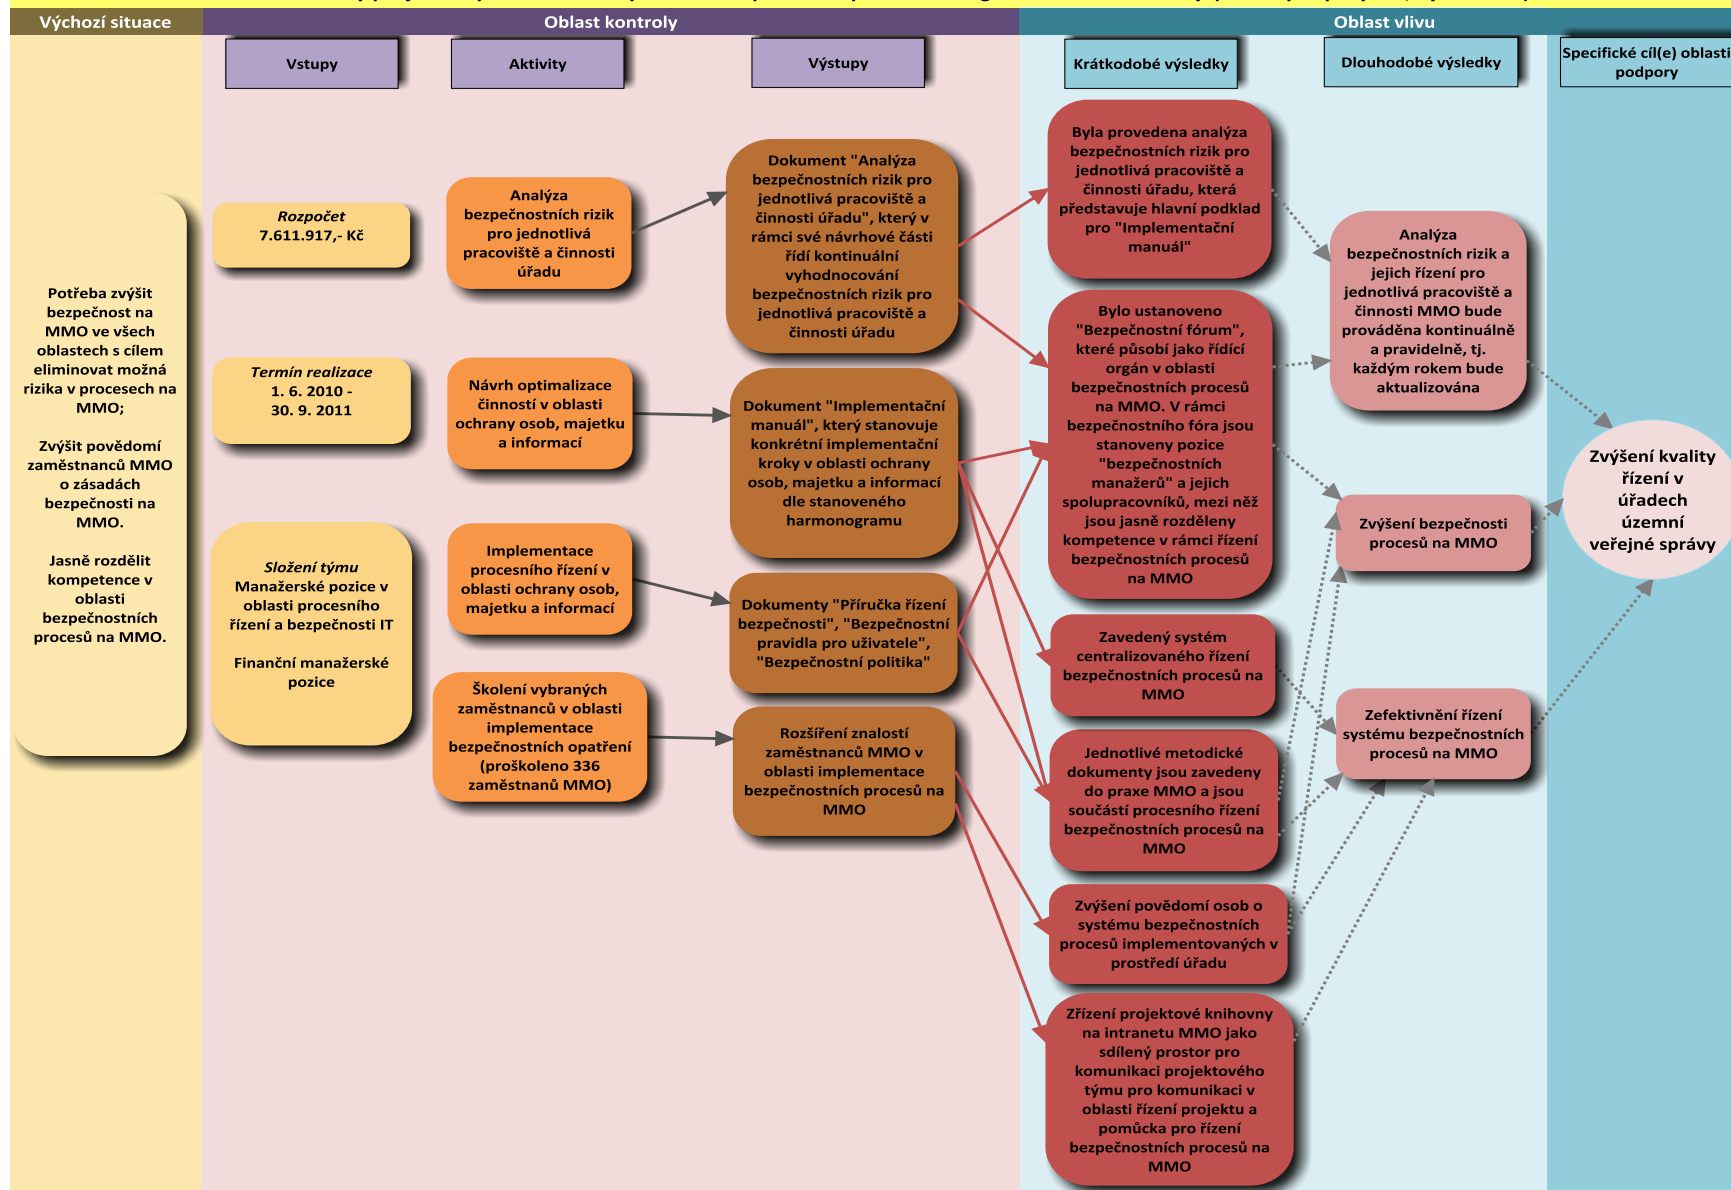 Výchozí situace
Oblast kontroly
Oblast vlivu
Vstupy
Aktivity
Výstupy
Krátkodobé výsledky
Dlouhodobé výsledky
Specifické cíl(e) oblasti
podpory
Potřeba zvýšit
bezpečnost na
MMO ve všech
oblastech s cílem
eliminovat možná
rizika v procesech na
MMO;
Zvýšit povědomí
zaměstnanců MMO
o zásadách
bezpečnosti na
MMO.
Jasně rozdělit
kompetence v
oblasti
bezpečnostních
procesů na MMO.
Rozpočet
7.611.917,- Kč
Termín realizace
1. 6. 2010 -
30. 9. 2011
Složení týmu
Manažerské pozice v
oblasti procesního
řízení a bezpečnosti IT
Finanční manažerské
pozice
Analýza
bezpečnostních rizik
pro jednotlivá
pracoviště a činnosti
úřadu
Návrh optimalizace
činností v oblasti
ochrany osob, majetku
a informací
Implementace
procesního řízení v
oblasti ochrany osob,
majetku a informací
Školení vybraných
zaměstnanců v oblasti
implementace
bezpečnostních opatření
(proškoleno 336
zaměstnanů MMO)
Dokument "Analýza
bezpečnostních rizik pro
jednotlivá pracoviště a
činnosti úřadu", který v
rámci své návrhové části
řídí kontinuální
vyhodnocování
bezpečnostních rizik pro
jednotlivá pracoviště a
činnosti úřadu
Dokument "Implementační
manuál", který stanovuje
konkrétní implementační
kroky v oblasti ochrany
osob, majetku a informací
dle stanoveného
harmonogramu
Dokumenty "Příručka řízení
bezpečnosti", "Bezpečnostní
pravidla pro uživatele",
"Bezpečnostní politika"
Rozšíření znalostí
zaměstnanců MMO v
oblasti implementace
bezpečnostních procesů na
MMO
Byla provedena analýza
bezpečnostních rizik pro
jednotlivá pracoviště a
činnosti úřadu, která
představuje hlavní podklad
pro "Implementační
manuál"
Bylo ustanoveno
"Bezpečnostní fórum",
které působí jako řídící
orgán v oblasti
bezpečnostních procesů
na MMO. V rámci
bezpečnostního fóra jsou
stanoveny pozice
"bezpečnostních
manažerů" a jejich
spolupracovníků, mezi něž
jsou jasně rozděleny
kompetence v rámci řízení
bezpečnostních procesů
na MMO
Zavedený systém
centralizovaného řízení
bezpečnostních procesů na
MMO
Jednotlivé metodické
dokumenty jsou zavedeny
do praxe MMO a jsou
součástí procesního řízení
bezpečnostních procesů na
MMO
Zvýšení povědomí osob o
systému bezpečnostních
procesů implementovaných v
prostředí úřadu
Zřízení projektové knihovny
na intranetu MMO jako
sdílený prostor pro
komunikaci projektového
týmu pro komunikaci v
oblasti řízení projektu a
pomůcka pro řízení
bezpečnostních procesů na
MMO
Analýza
bezpečnostních rizik a
jejich řízení pro
jednotlivá pracoviště a
činnosti MMO bude
prováděna kontinuálně
a pravidelně, tj.
každým rokem bude
aktualizována
Zvýšení bezpečnosti
procesů na MMO
Zefektivnění řízení
systému bezpečnostních
procesů na MMO
Zvýšení kvality
řízení v
úřadech
územní
veřejné správy